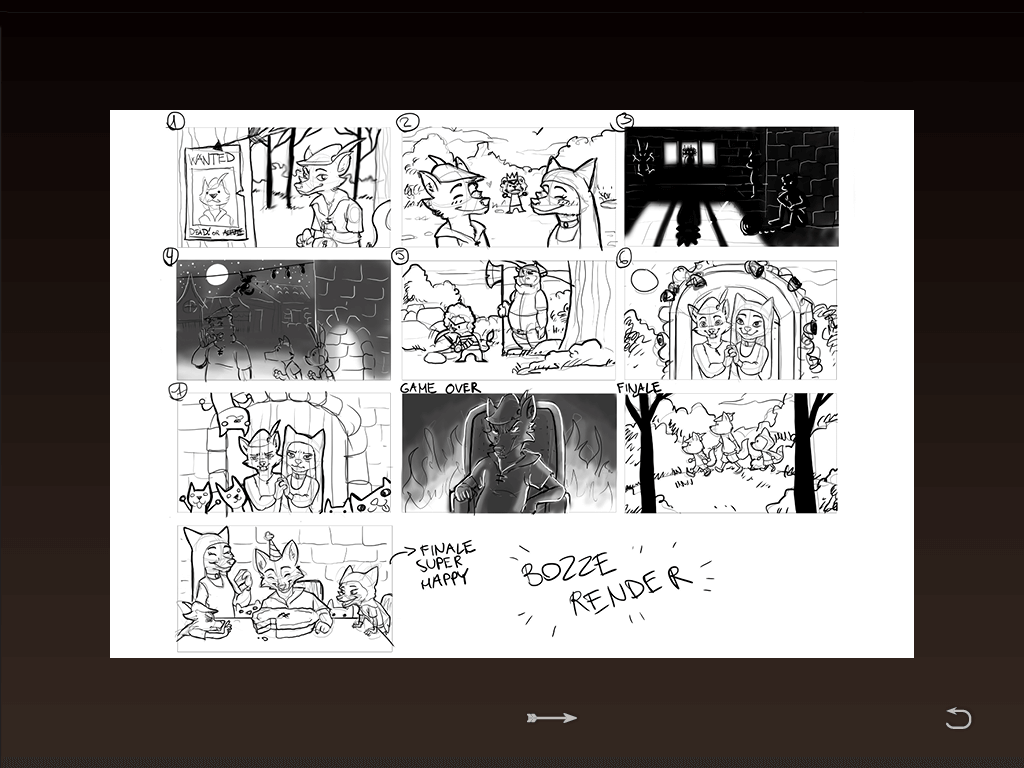 1
2
3
WANTED
DEAD OR ALIVE
4
5
6
7
GAME OVER
FINALE
FINALE
SUPER
HAPPY
BOZZE
RENDER